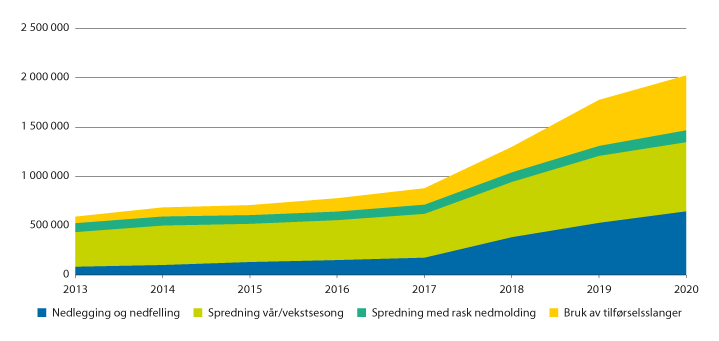 2 500 000
2 000 000
1 500 000
1 000 000
500 000
0
2013 2014 2015 2016 2017 2018 2019 2020
Nedlegging og nedfelling Spredning vår/vekstsesong Spredning med rask nedmolding Bruk av tilførselsslanger